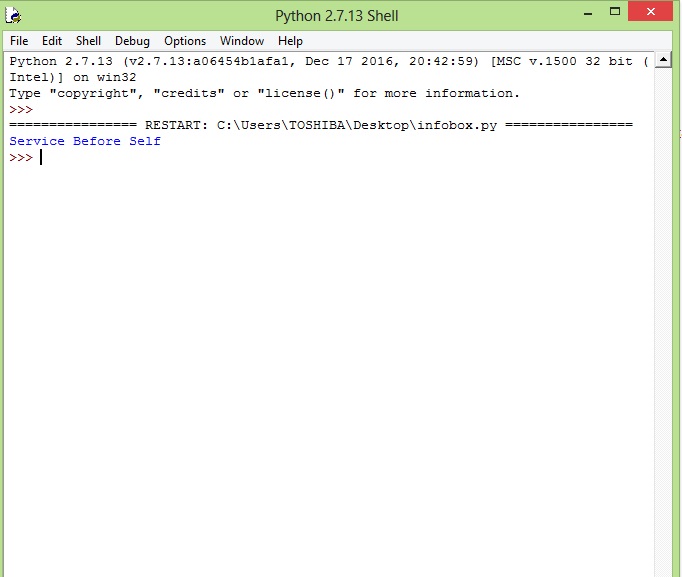 Python 2.7.13 Shell
File Edit Shell Debug Options Window Help
Python 2.7.13 (v2.7.13:a06454b1afa1, Dec 17 2016, 20:42:59) [MSC v.1500 32 bit (
Intel)] on win32
Type "copyright", "credits" or "license()" for more information.
>>>
================ RESTART: C:\Users\TOSHIBA\Desktop\infobox.py ================
Service Before Self
>>>